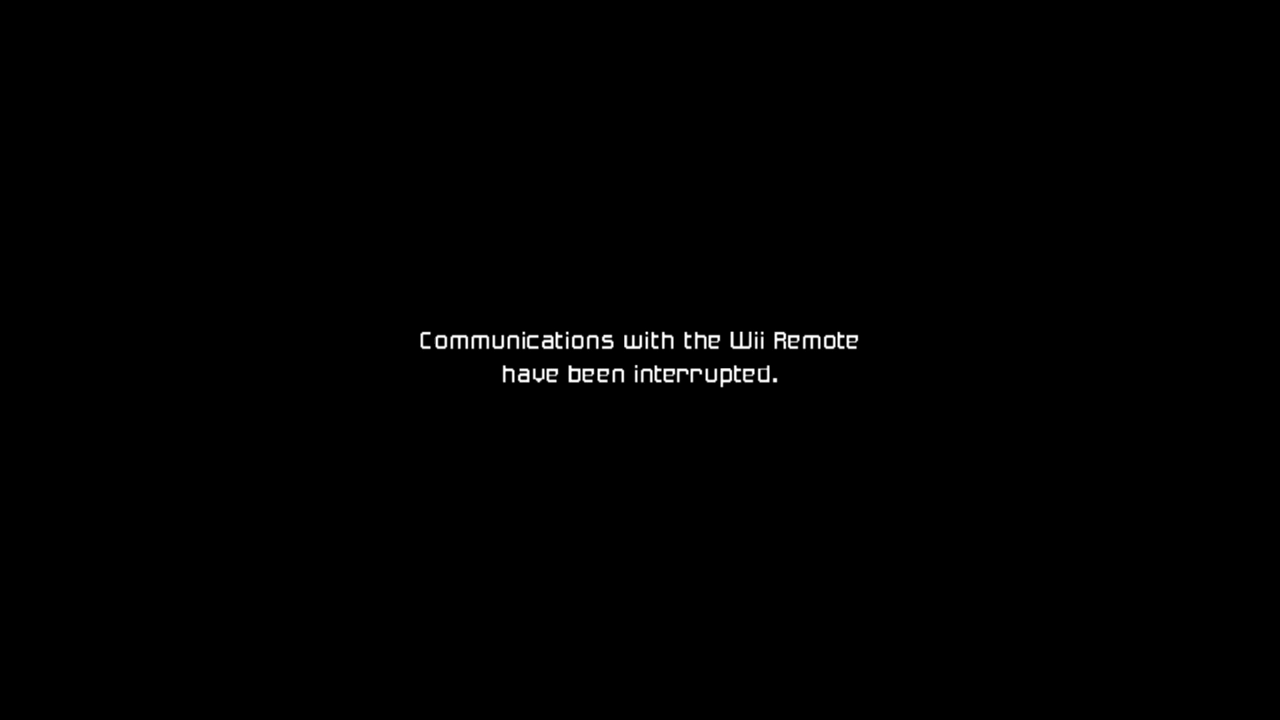 Communications with the Wii Remote
have been interrupted.